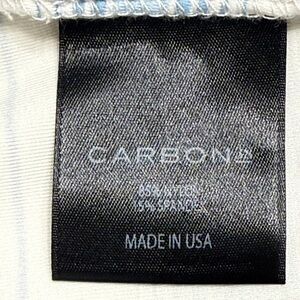 CARBON38
85% NYLON
15% SPANDEX
MADE IN USA